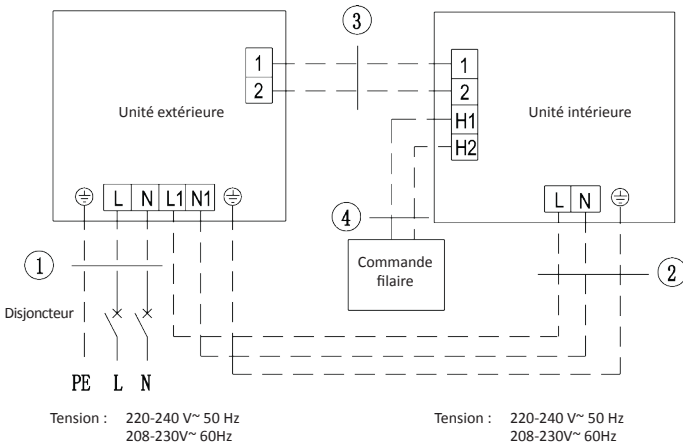 3
1
2
Unité extérieure
1
2
H1
H2
Unité intérieure
L N L1 N1
L N
4
1
Commande
filaire
2
Disjoncteur
PE L N
Tension : 220-240 V~ 50 Hz
208-230V~ 60Hz
Tension : 220-240 V~ 50 Hz
208-230V~ 60Hz